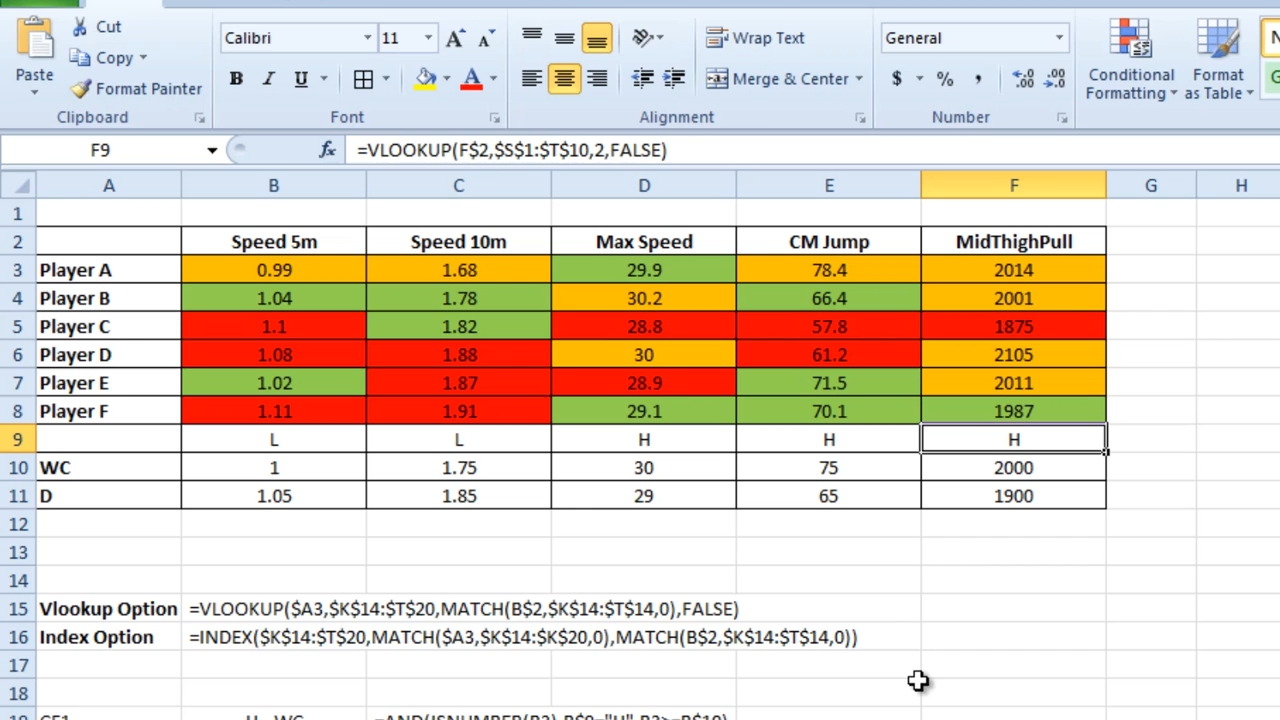 Cut
Calibri 11 Wrap Text General
Copy
Paste Format Painter B I U Merge & Center $ % , Conditional Formatting Format as Table
Clipboard Font Alignment Number
F9 fx =VLOOKUP(F$2,$S$1:$T$10,2,FALSE)
A B C D E F G H
1
2 Speed 5m Speed 10m Max Speed CM Jump MidThighPull
3 Player A 0.99 1.68 29.9 78.4 2014
4 Player B 1.04 1.78 30.2 66.4 2001
5 Player C 1.1 1.82 28.8 57.8 1875
6 Player D 1.08 1.88 30 61.2 2105
7 Player E 1.02 1.87 28.9 71.5 2011
8 Player F 1.11 1.91 29.1 70.1 1987
9 L L H H H
10 WC 1 1.75 30 75 2000
11 D 1.05 1.85 29 65 1900
12
13
14
15 Vlookup Option =VLOOKUP($A3,$K$14:$T$20,MATCH(B$2,$K$14:$T$14,0),FALSE)
16 Index Option =INDEX($K$14:$T$20,MATCH($A3,$K$14:$K$20,0),MATCH(B$2,$K$14:$T$14,0))
17
18